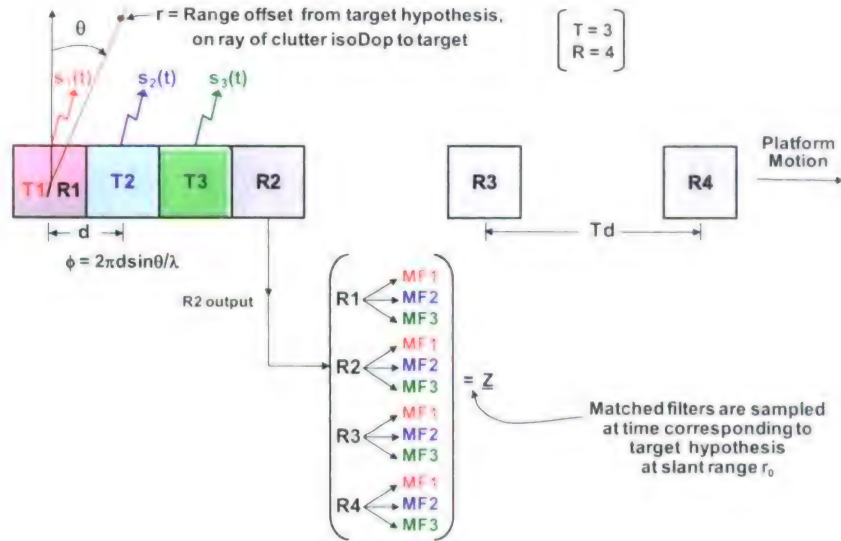 r = Range offset from target hypothesis,
on ray of clutter isoDop to target
T = 3
R = 4
θ
s₁(t)
s₂(t)
s₃(t)
T1 R1 T2 T3 R2 R3 R4
Platform
Motion
d
Td
ϕ = 2πdsinθ/λ
R2 output
R1
MF1
MF2
MF3
R2
MF1
MF2
MF3
R3
MF1
MF2
MF3
R4
MF1
MF2
MF3
= Z
Matched filters are sampled
at time corresponding to
target hypothesis
at slant range r₀